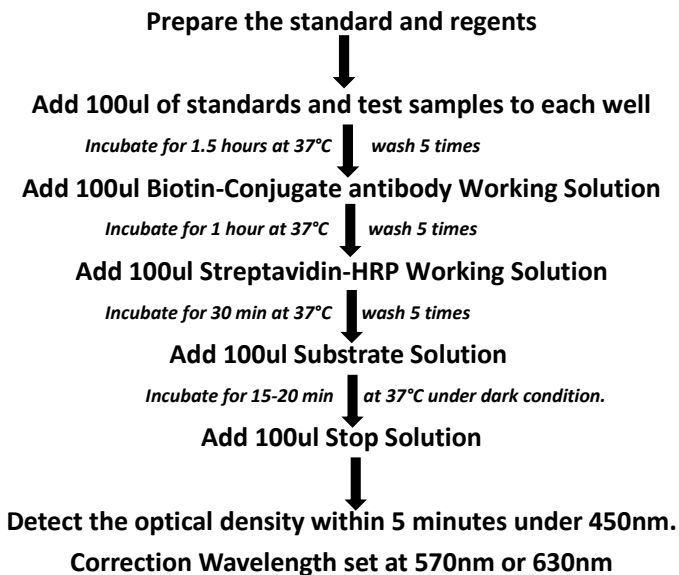 Prepare the standard and regents
Add 100ul of standards and test samples to each well
Incubate for 1.5 hours at 37°C wash 5 times
Add 100ul Biotin-Conjugate antibody Working Solution
Incubate for 1 hour at 37°C wash 5 times
Add 100ul Streptavidin-HRP Working Solution
Incubate for 30 min at 37°C wash 5 times
Add 100ul Substrate Solution
Incubate for 15-20 min at 37°C under dark condition.
Add 100ul Stop Solution
Detect the optical density within 5 minutes under 450nm.
Correction Wavelength set at 570nm or 630nm